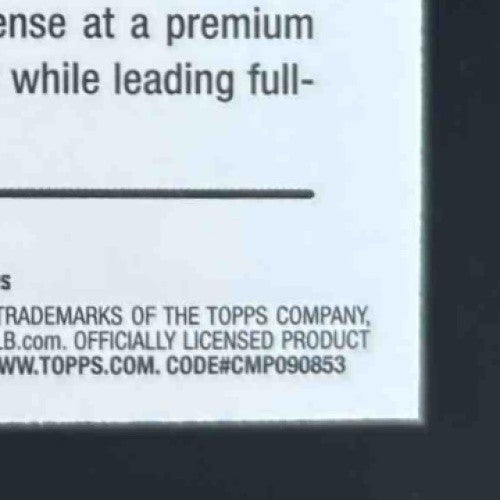 ense at a premium
while leading full-
s
TRADEMARKS OF THE TOPPS COMPANY,
LB.com. OFFICIALLY LICENSED PRODUCT
WW.TOPPS.COM. CODE#CMP090853